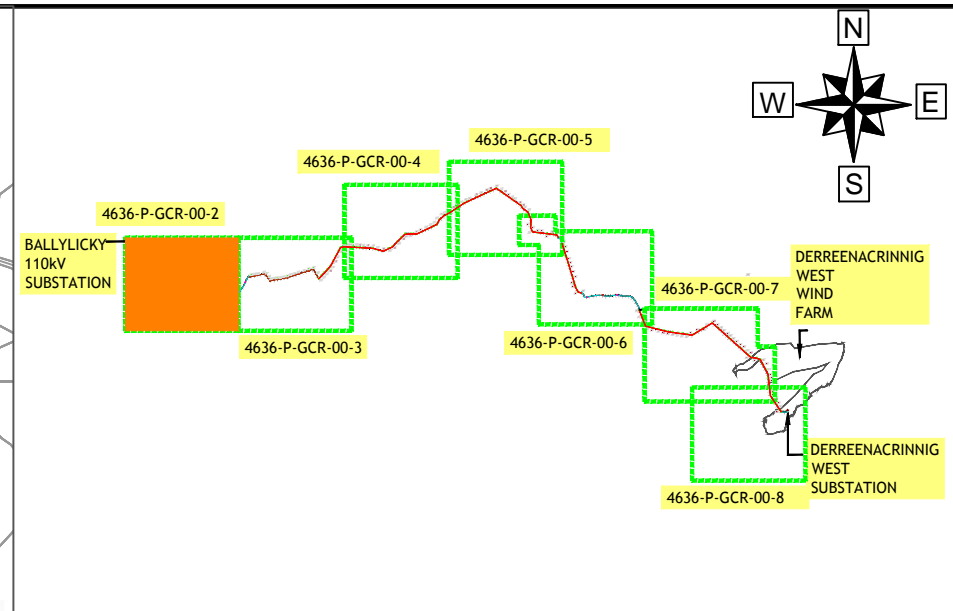 N
W
E
S
4636-P-GCR-00-5
4636-P-GCR-00-4
4636-P-GCR-00-2
BALLYLICKY
110kV
SUBSTATION
DERREENACRINNIG
WEST
WIND
FARM
4636-P-GCR-00-7
4636-P-GCR-00-3
4636-P-GCR-00-6
DERREENACRINNIG
WEST
SUBSTATION
4636-P-GCR-00-8